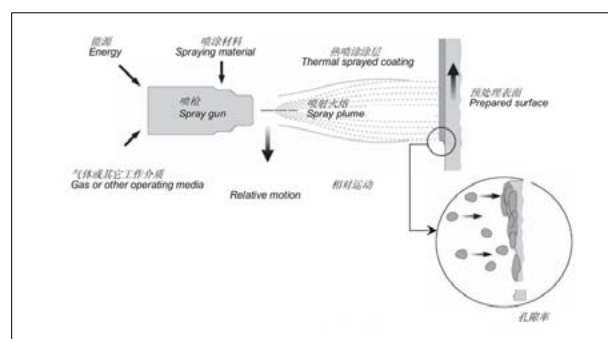 能源
Energy
喷涂材料
Spraying material
热喷涂涂层
Thermal sprayed coating
喷枪
Spray gun
喷射火焰
Spray plume
预处理表面
Prepared surface
气体或其它工作介质
Gas or other operating media
Relative motion
相对运动
孔隙率